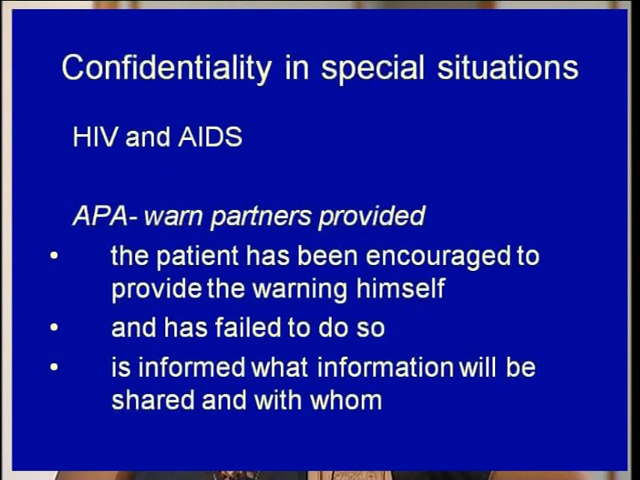 Confidentiality in special situations
HIV and AIDS
APA- warn partners provided
• the patient has been encouraged to
provide the warning himself
• and has failed to do so
• is informed what information will be
shared and with whom